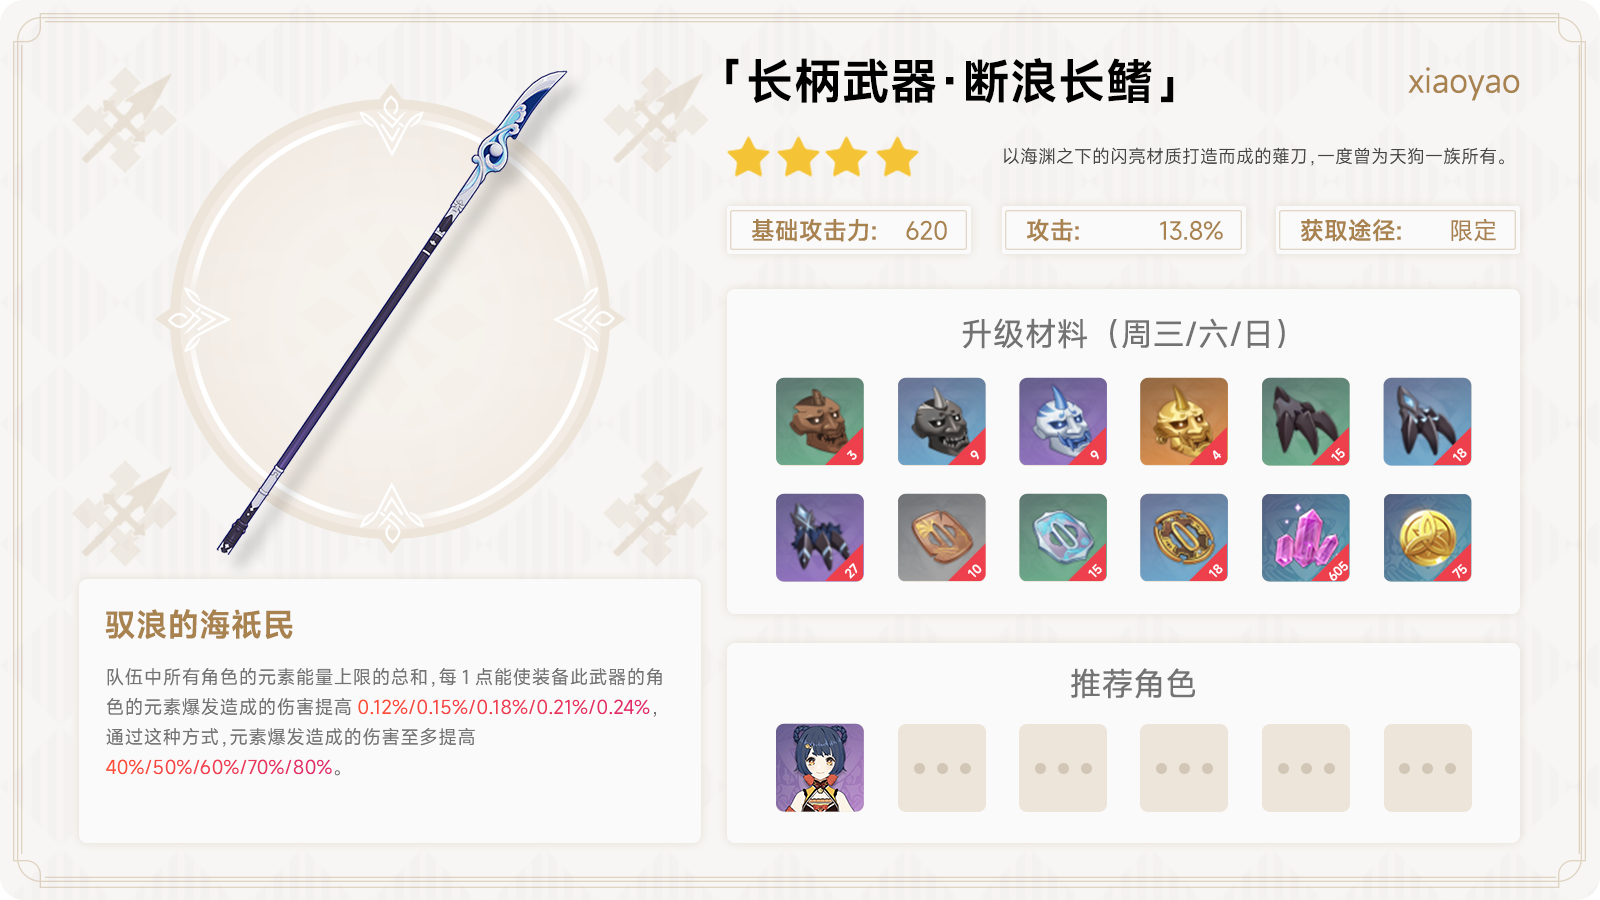 「长柄武器·断浪长鳍」
xiaoyao
以海渊之下的闪亮材质打造而成的薙刀,一度曾为天狗一族所有。
基础攻击力: 620
攻击: 13.8%
获取途径: 限定
升级材料（周三/六/日）
3 9 9 4 15 18
27 10 15 18 605 75
驭浪的海祇民
队伍中所有角色的元素能量上限的总和,每1点能使装备此武器的角
色的元素爆发造成的伤害提高 0.12%/0.15%/0.18%/0.21%/0.24%,
通过这种方式,元素爆发造成的伤害至多提高
40%/50%/60%/70%/80%。
推荐角色